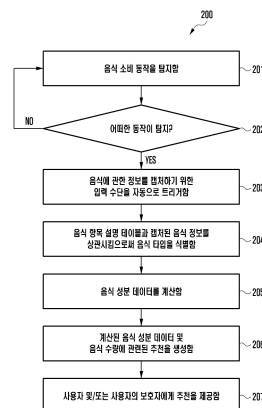 200
음식 소비 동작을 탐지함
201
어떠한 동작이 탐지?
202
NO
YES
음식에 관한 정보를 캡처하기 위한
입력 수단을 자동으로 트리거함
203
음식 항목 설명 테이블과 캡처된 음식 정보를
상관시킴으로써 음식 타입을 식별함
204
음식 성분 데이터를 계산함
205
계산된 음식 성분 데이터 및
음식 수량에 관련된 추천을 생성함
206
사용자 및/또는 사용자의 보호자에게 추천을 제공함
207